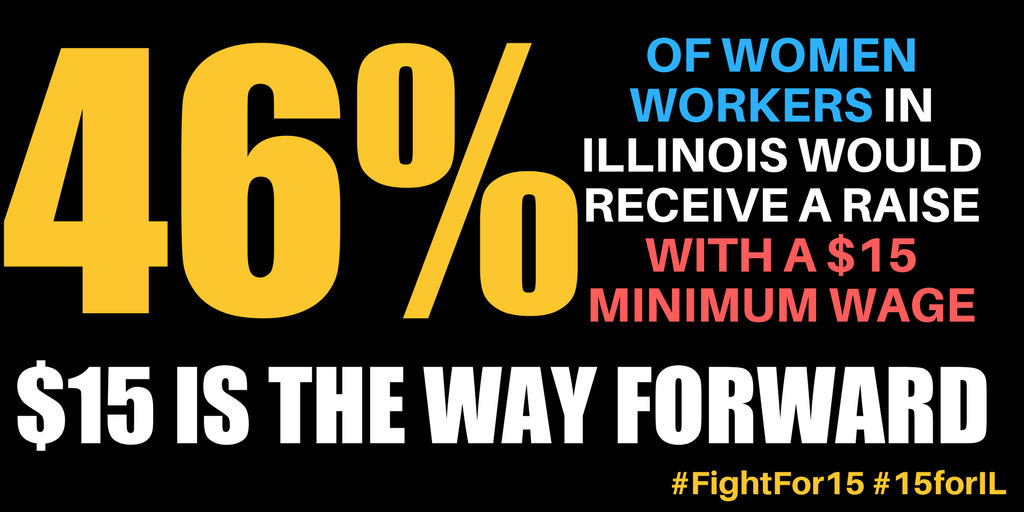 46%
OF WOMEN
WORKERS IN
ILLINOIS WOULD
RECEIVE A RAISE
WITH A $15
MINIMUM WAGE
$15 IS THE WAY FORWARD
#FightFor15 #15forIL